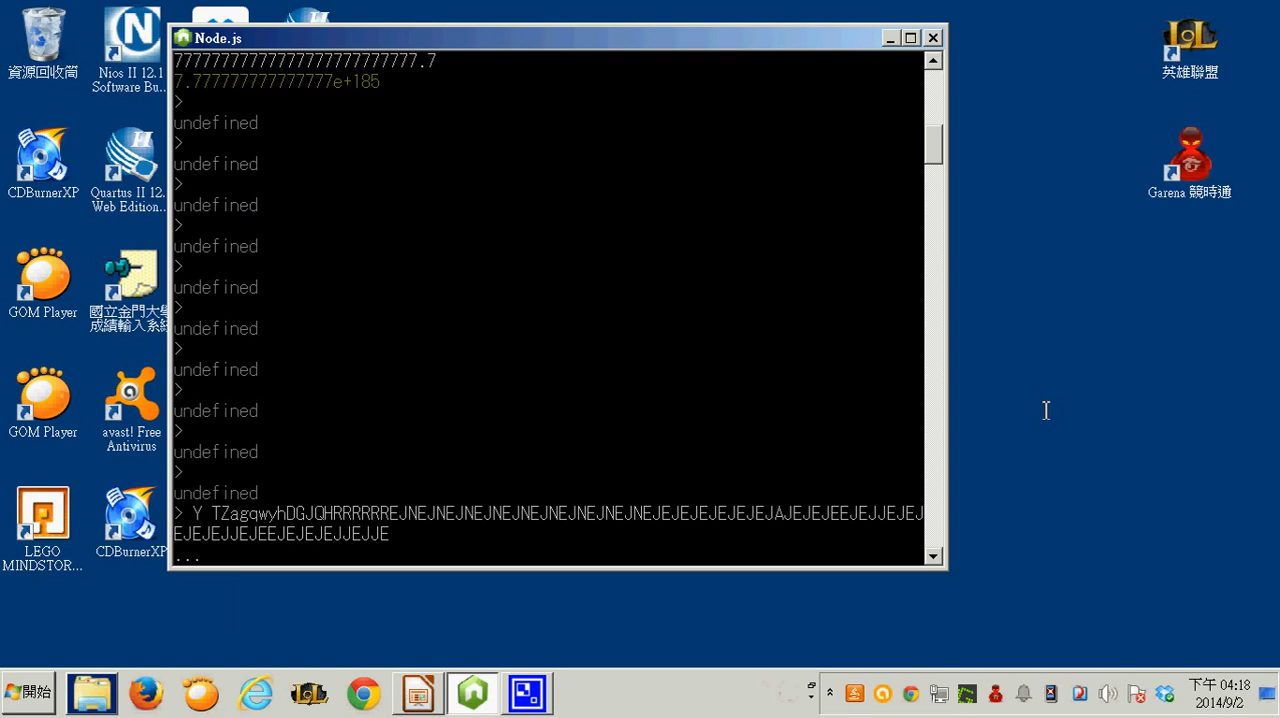 資源回收筒
Nios II 12.1
Software Bu...
CDBurnerXP
Quartus II 12.
Web Edition...
GOM Player
國立金門大學
成績輸入系統
GOM Player
avast! Free
Antivirus
LEGO
MINDSTOR...
CDBurnerXP
Node.js
77777777777777777777777777.7
7.777777777777777e+185
>
undefined
>
undefined
>
undefined
>
undefined
>
undefined
>
undefined
>
undefined
>
undefined
>
undefined
>
undefined
> Y TZagqwyhDGJQHRRRRRREJNEJNEJNEJNEJNEJNEJNEJNEJNEJEJEJEJEJEJAJEJEJEEJEJJEJEJ
EJEJEJJEJEEJEJEJEJJEJJE
...
英雄聯盟
Garena 競時通
開始
下午 04:18
2014/9/2